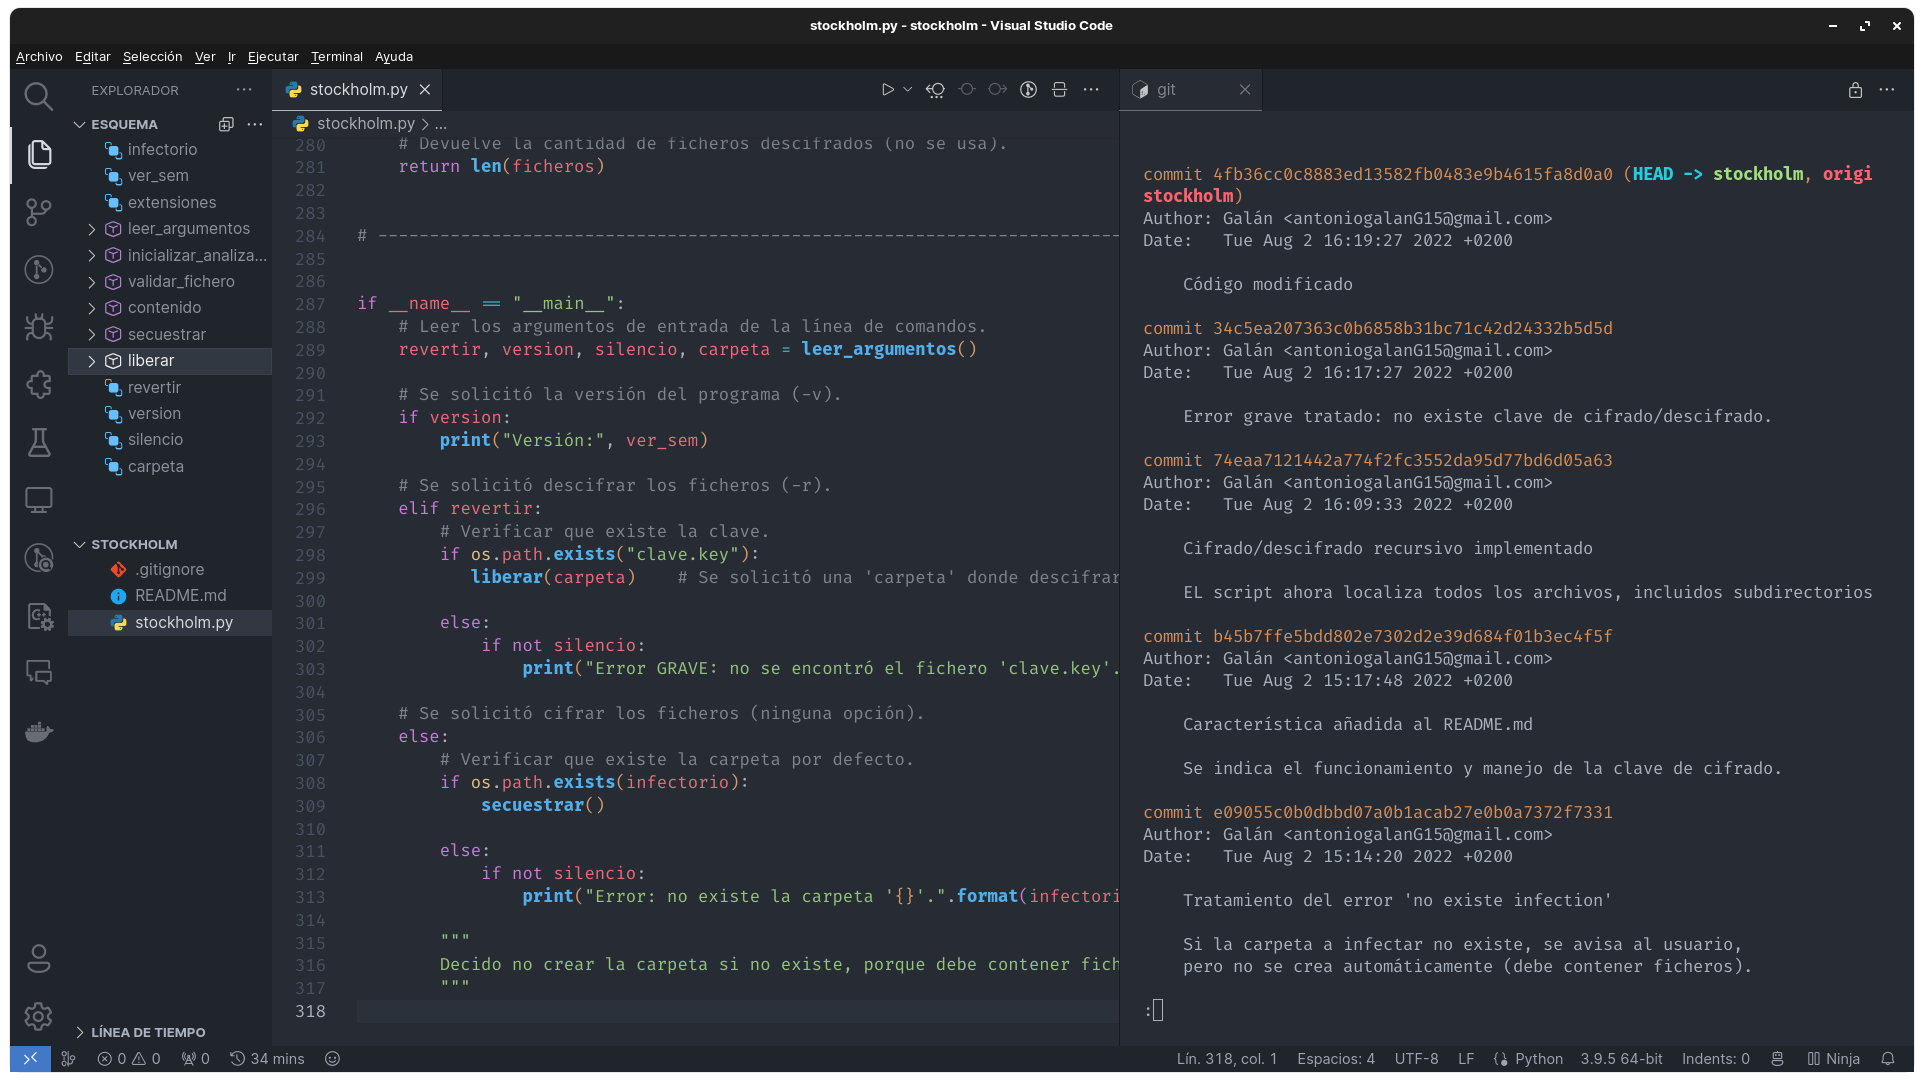 stockholm.py - stockholm - Visual Studio Code
Archivo Editar Selección Ver Ir Ejecutar Terminal Ayuda
EXPLORADOR
ESQUEMA
infectorio
ver_sem
extensiones
leer_argumentos
inicializar_analiza...
validar_fichero
contenido
secuestrar
liberar
revertir
version
silencio
carpeta
STOCKHOLM
.gitignore
README.md
stockholm.py
LÍNEA DE TIEMPO
stockholm.py
stockholm.py > ...
280 # Devuelve la cantidad de ficheros descifrados (no se usa).
281 return len(ficheros)
282
283
284 # ------------------------------------------------------------------------
285
286
287 if __name__ == "__main__":
288 # Leer los argumentos de entrada de la línea de comandos.
289 revertir, version, silencio, carpeta = leer_argumentos()
290
291 # Se solicitó la versión del programa (-v).
292 if version:
293 print("Versión:", ver_sem)
294
295 # Se solicitó descifrar los ficheros (-r).
296 elif revertir:
297 # Verificar que existe la clave.
298 if os.path.exists("clave.key"):
299 liberar(carpeta) # Se solicitó una 'carpeta' donde descifrar
300
301 else:
302 if not silencio:
303 print("Error GRAVE: no se encontró el fichero 'clave.key'.
304
305 # Se solicitó cifrar los ficheros (ninguna opción).
306 else:
307 # Verificar que existe la carpeta por defecto.
308 if os.path.exists(infectorio):
309 secuestrar()
310
311 else:
312 if not silencio:
313 print("Error: no existe la carpeta '{}'.".format(infectori
314
315 """
316 Decido no crear la carpeta si no existe, porque debe contener fich
317 """
318
git
commit 4fb36cc0c8883ed13582fb0483e9b4615fa8d0a0 (HEAD -> stockholm, origi
stockholm)
Author: Galán <antoniogalanG15@gmail.com>
Date: Tue Aug 2 16:19:27 2022 +0200
Código modificado
commit 34c5ea207363c0b6858b31bc71c42d24332b5d5d
Author: Galán <antoniogalanG15@gmail.com>
Date: Tue Aug 2 16:17:27 2022 +0200
Error grave tratado: no existe clave de cifrado/descifrado.
commit 74eaa7121442a774f2fc3552da95d77bd6d05a63
Author: Galán <antoniogalanG15@gmail.com>
Date: Tue Aug 2 16:09:33 2022 +0200
Cifrado/descifrado recursivo implementado
EL script ahora localiza todos los archivos, incluidos subdirectorios
commit b45b7ffe5bdd802e7302d2e39d684f01b3ec4f5f
Author: Galán <antoniogalanG15@gmail.com>
Date: Tue Aug 2 15:17:48 2022 +0200
Característica añadida al README.md
Se indica el funcionamiento y manejo de la clave de cifrado.
commit e09055c0b0dbbd07a0b1acab27e0b0a7372f7331
Author: Galán <antoniogalanG15@gmail.com>
Date: Tue Aug 2 15:14:20 2022 +0200
Tratamiento del error 'no existe infection'
Si la carpeta a infectar no existe, se avisa al usuario,
pero no se crea automáticamente (debe contener ficheros).
:
0 0 0 34 mins Lín. 318, col. 1 Espacios: 4 UTF-8 LF Python 3.9.5 64-bit Indents: 0 Ninja